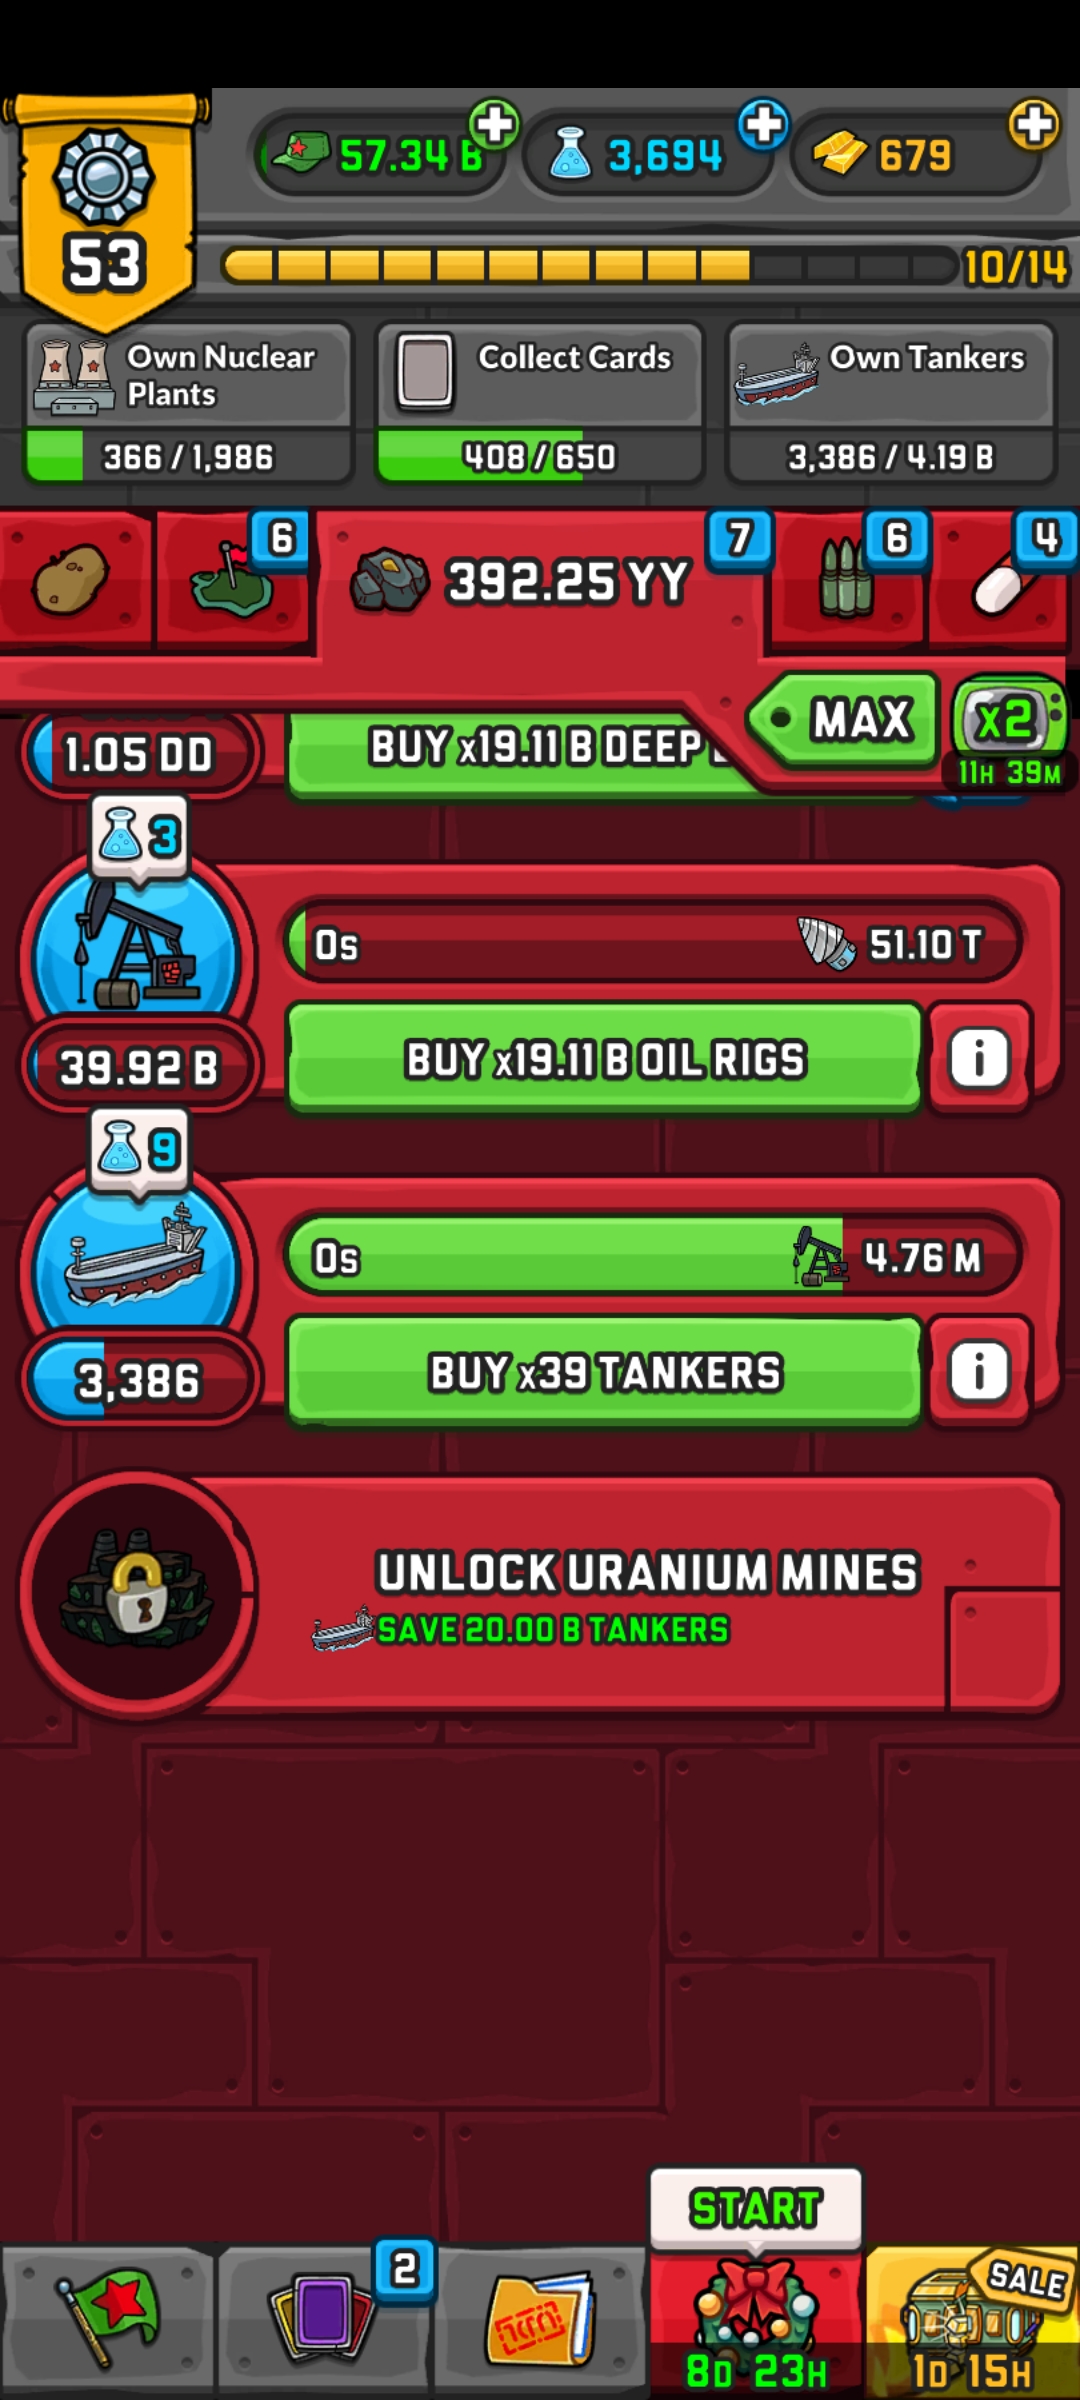 57.34 B
3,694
679
53
10/14
Own Nuclear
Plants
366 / 1,986
Collect Cards
408 / 650
Own Tankers
3,386 / 4.19 B
6
392.25 YY
7
6
4
MAX
x2
11H 39M
1.05 DD
BUY x19.11 B DEEP
3
0s
51.10 T
39.92 B
BUY x19.11 B OIL RIGS
i
9
0s
4.76 M
3,386
BUY x39 TANKERS
i
UNLOCK URANIUM MINES
SAVE 20.00 B TANKERS
START
2
SALE
8D 23H
1D 15H